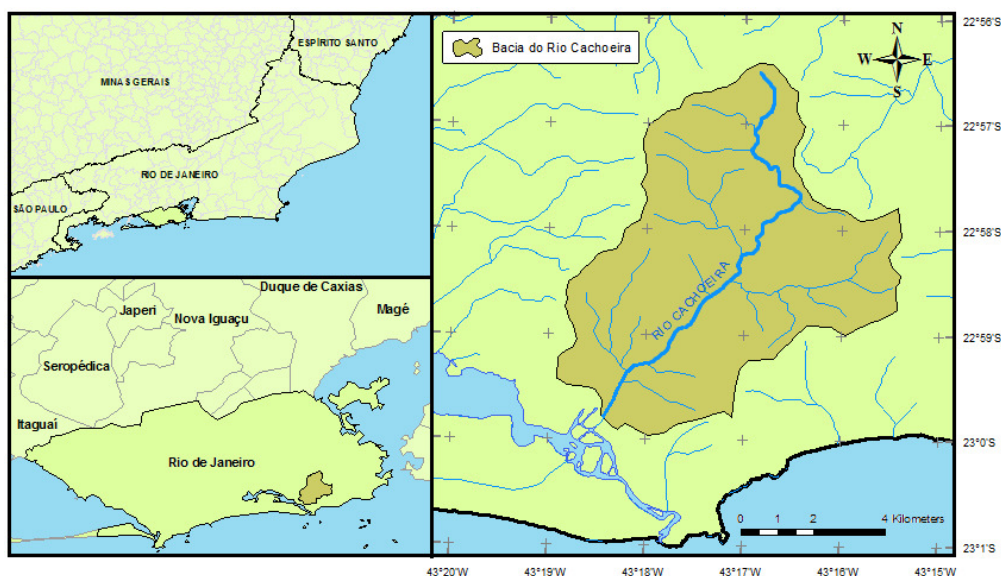 ESPÍRITO SANTO
MINAS GERAIS
RIO DE JANEIRO
SÃO PAULO
Duque de Caxias
Japeri
Nova Iguaçu
Magé
Seropédica
Itaguaí
Rio de Janeiro
Bacia do Rio Cachoeira
N
W E
S
RIO CACHOEIRA
0 1 2 4 Kilometers
22°56'S
22°57'S
22°58'S
22°59'S
23°0'S
23°1'S
43°20'W 43°19'W 43°18'W 43°17'W 43°16'W 43°15'W